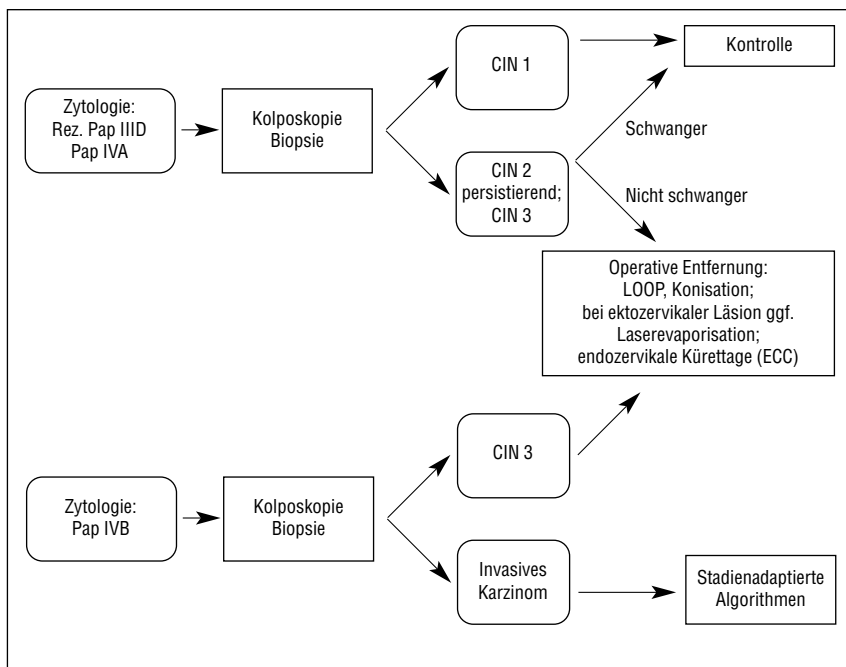 CIN 1
Kontrolle
Zytologie:
Rez. Pap IIID
Pap IVA
Kolposkopie
Biopsie
Schwanger
CIN 2
persistierend;
CIN 3
Nicht schwanger
Operative Entfernung:
LOOP, Konisation;
bei ektozervikaler Läsion ggf.
Laserevaporisation;
endozervikale Kürettage (ECC)
CIN 3
Zytologie:
Pap IVB
Kolposkopie
Biopsie
Invasives
Karzinom
Stadienadaptierte
Algorithmen